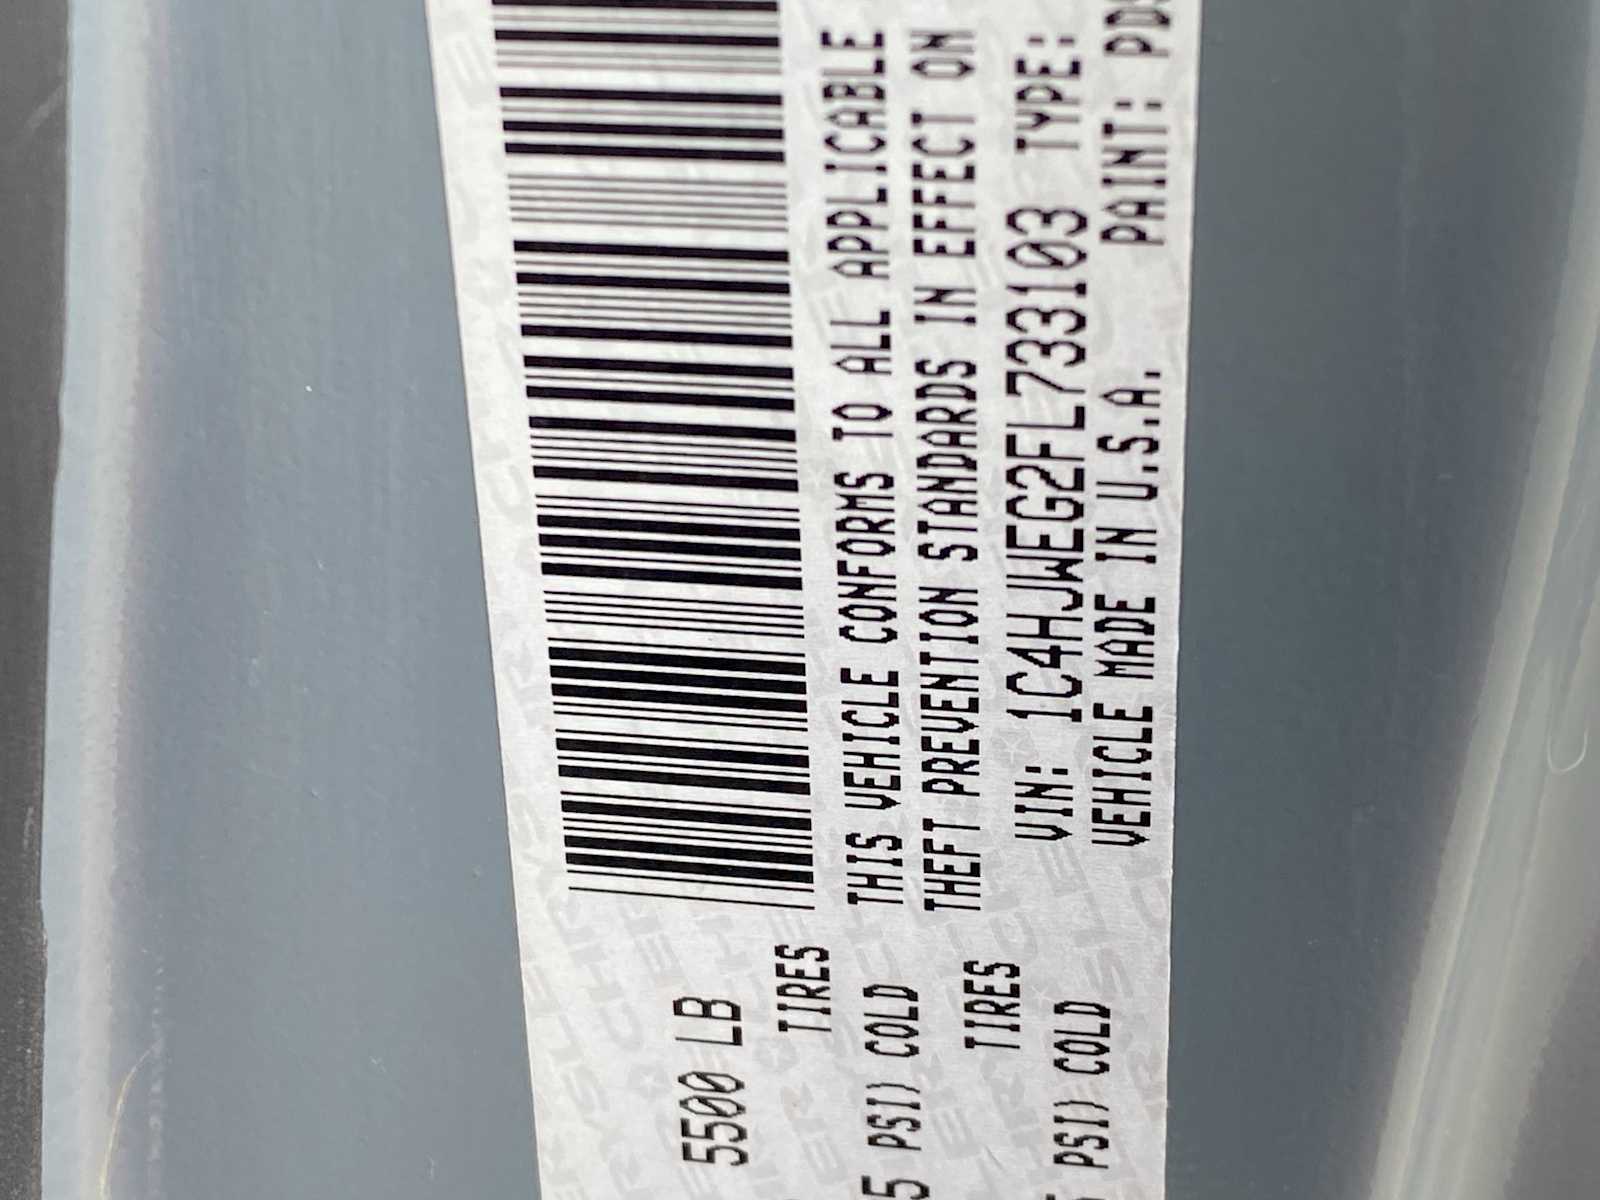 5500 LB
TIRES
5 PSI) COLD
TIRES
PSI) COLD
THIS VEHICLE CONFORMS TO ALL APPLICABLE
THEFT PREVENTION STANDARDS IN EFFECT ON
VIN: 1C4HJWEG2FL733103 TYPE:
VEHICLE MADE IN U.S.A. PAINT: